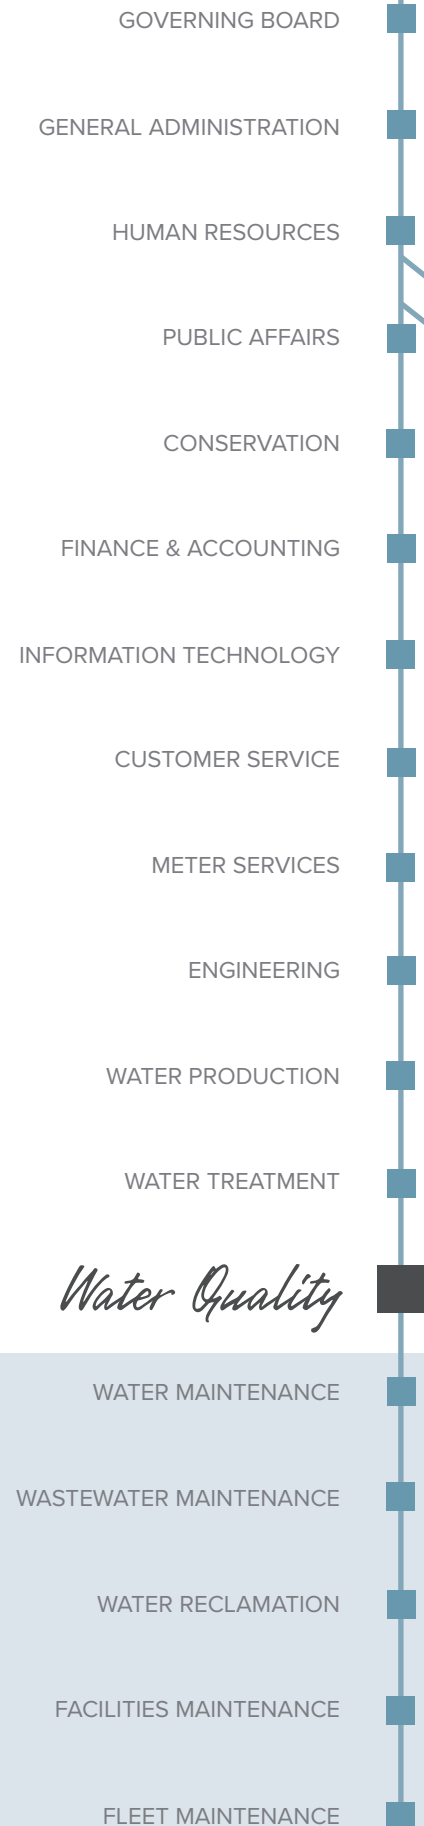 GOVERNING BOARD
GENERAL ADMINISTRATION
HUMAN RESOURCES
PUBLIC AFFAIRS
CONSERVATION
FINANCE & ACCOUNTING
INFORMATION TECHNOLOGY
CUSTOMER SERVICE
METER SERVICES
ENGINEERING
WATER PRODUCTION
WATER TREATMENT
Water Quality
WATER MAINTENANCE
WASTEWATER MAINTENANCE
WATER RECLAMATION
FACILITIES MAINTENANCE
FLEET MAINTENANCE